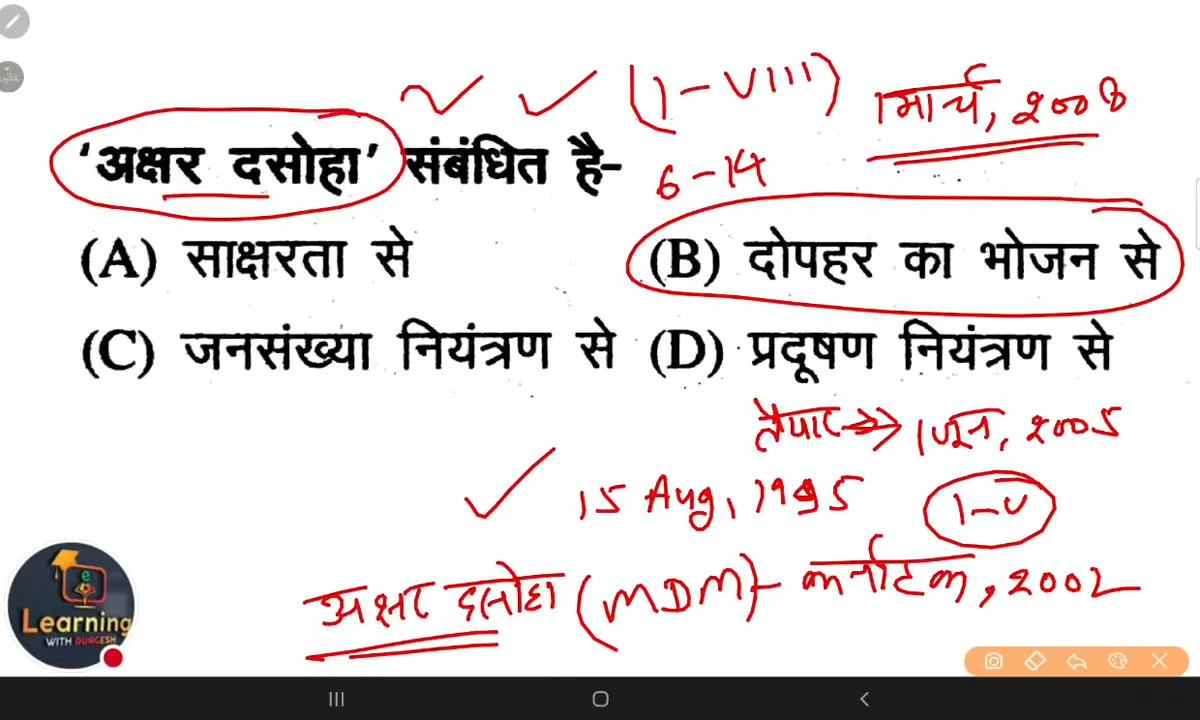 (I-VIII)
1 मार्च, 2008
'अक्षर दसोहा' संबंधित है-
6-14
(A) साक्षरता से
(B) दोपहर का भोजन से
(C) जनसंख्या नियंत्रण से
(D) प्रदूषण नियंत्रण से
तैयार → 1 जून, 2005
15 Aug, 1995
I-V
अक्षर दसोहा (MDM)- कर्नाटक, 2002
e
Learning
WITH DURGESH